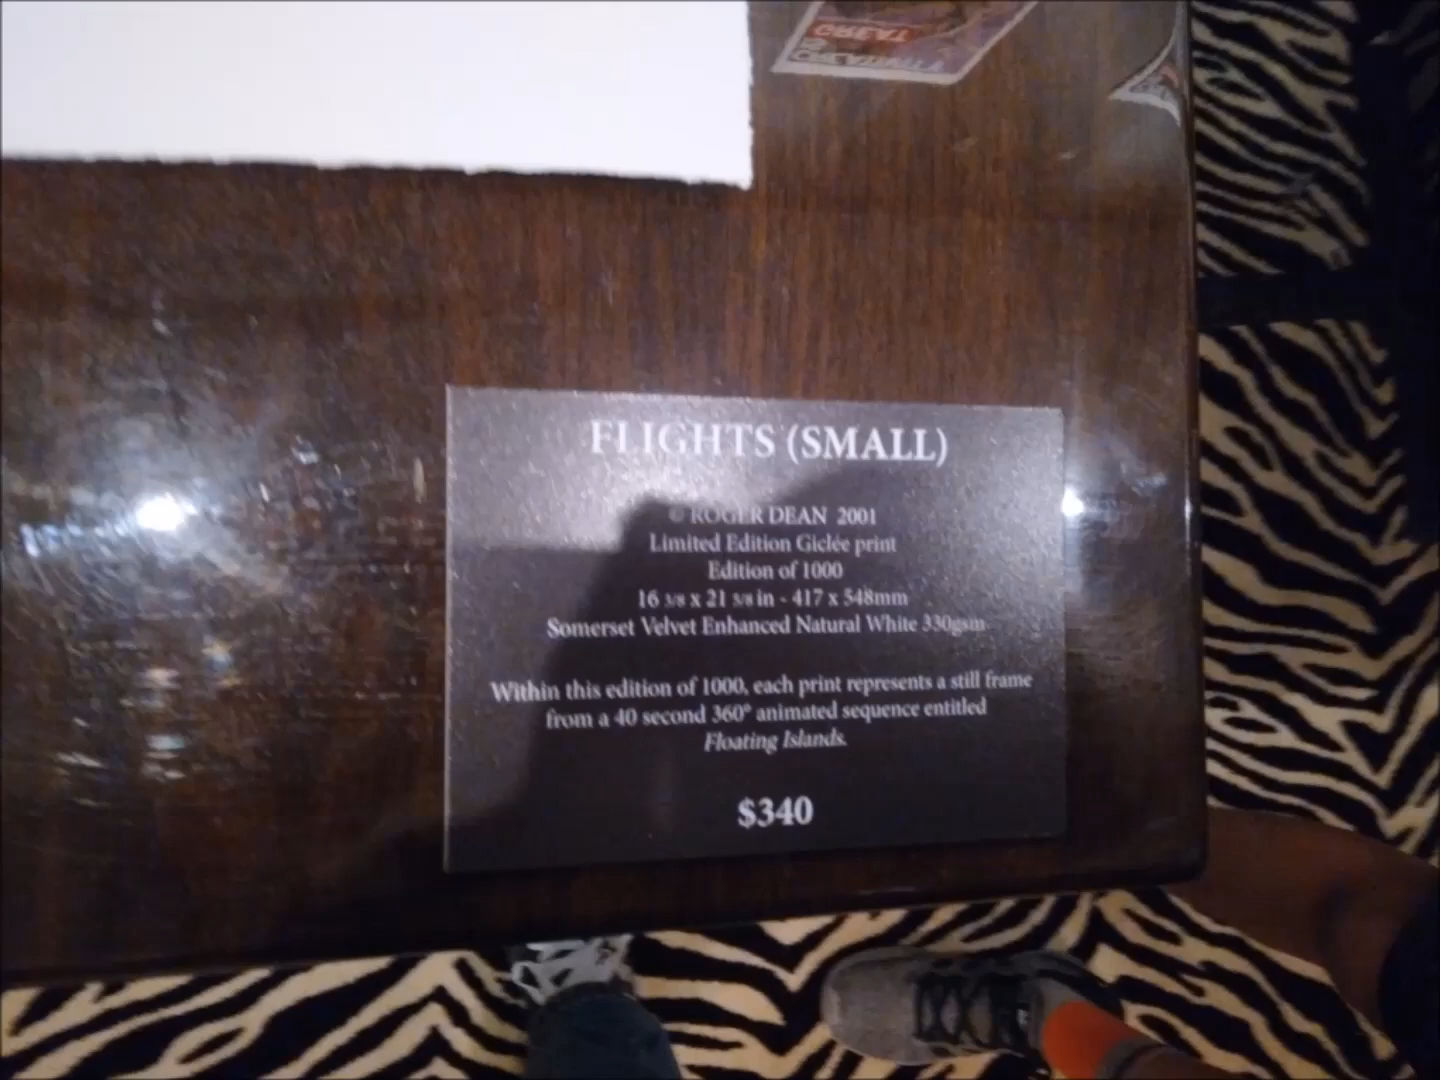 FLIGHTS (SMALL)
© ROGER DEAN 2001
Limited Edition Giclée print
Edition of 1000
16 3/8 x 21 5/8 in - 417 x 548mm
Somerset Velvet Enhanced Natural White 330gsm
Within this edition of 1000, each print represents a still frame
from a 40 second 360° animated sequence entitled
Floating Islands.
$340